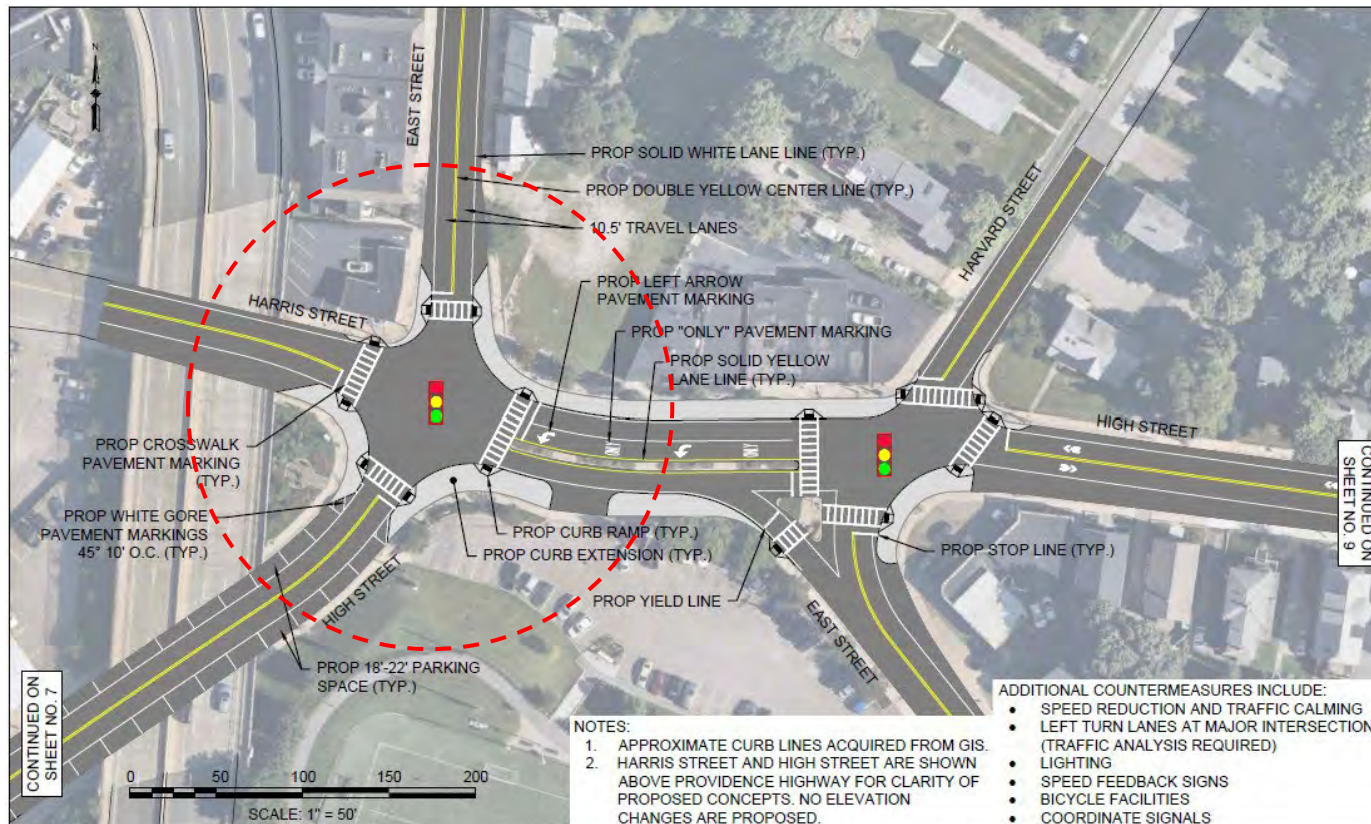 N
EAST STREET
PROP SOLID WHITE LANE LINE (TYP.)
PROP DOUBLE YELLOW CENTER LINE (TYP.)
10.5' TRAVEL LANES
HARVARD STREET
PROP LEFT ARROW
PAVEMENT MARKING
HARRIS STREET
PROP "ONLY" PAVEMENT MARKING
PROP SOLID YELLOW
LANE LINE (TYP.)
ONLY
ONLY
HIGH STREET
PROP CROSSWALK
PAVEMENT MARKING
(TYP.)
PROP WHITE GORE
PAVEMENT MARKINGS
45° 10' O.C. (TYP.)
PROP CURB RAMP (TYP.)
PROP CURB EXTENSION (TYP.)
PROP STOP LINE (TYP.)
CONTINUED ON
SHEET NO. 9
HIGH STREET
PROP YIELD LINE
EAST STREET
PROP 18'-22' PARKING
SPACE (TYP.)
CONTINUED ON
SHEET NO. 7
0 50 100 150 200
SCALE: 1" = 50'
NOTES:
1. APPROXIMATE CURB LINES ACQUIRED FROM GIS.
2. HARRIS STREET AND HIGH STREET ARE SHOWN
ABOVE PROVIDENCE HIGHWAY FOR CLARITY OF
PROPOSED CONCEPTS. NO ELEVATION
CHANGES ARE PROPOSED.
ADDITIONAL COUNTERMEASURES INCLUDE:
• SPEED REDUCTION AND TRAFFIC CALMING
• LEFT TURN LANES AT MAJOR INTERSECTION
(TRAFFIC ANALYSIS REQUIRED)
• LIGHTING
• SPEED FEEDBACK SIGNS
• BICYCLE FACILITIES
• COORDINATE SIGNALS